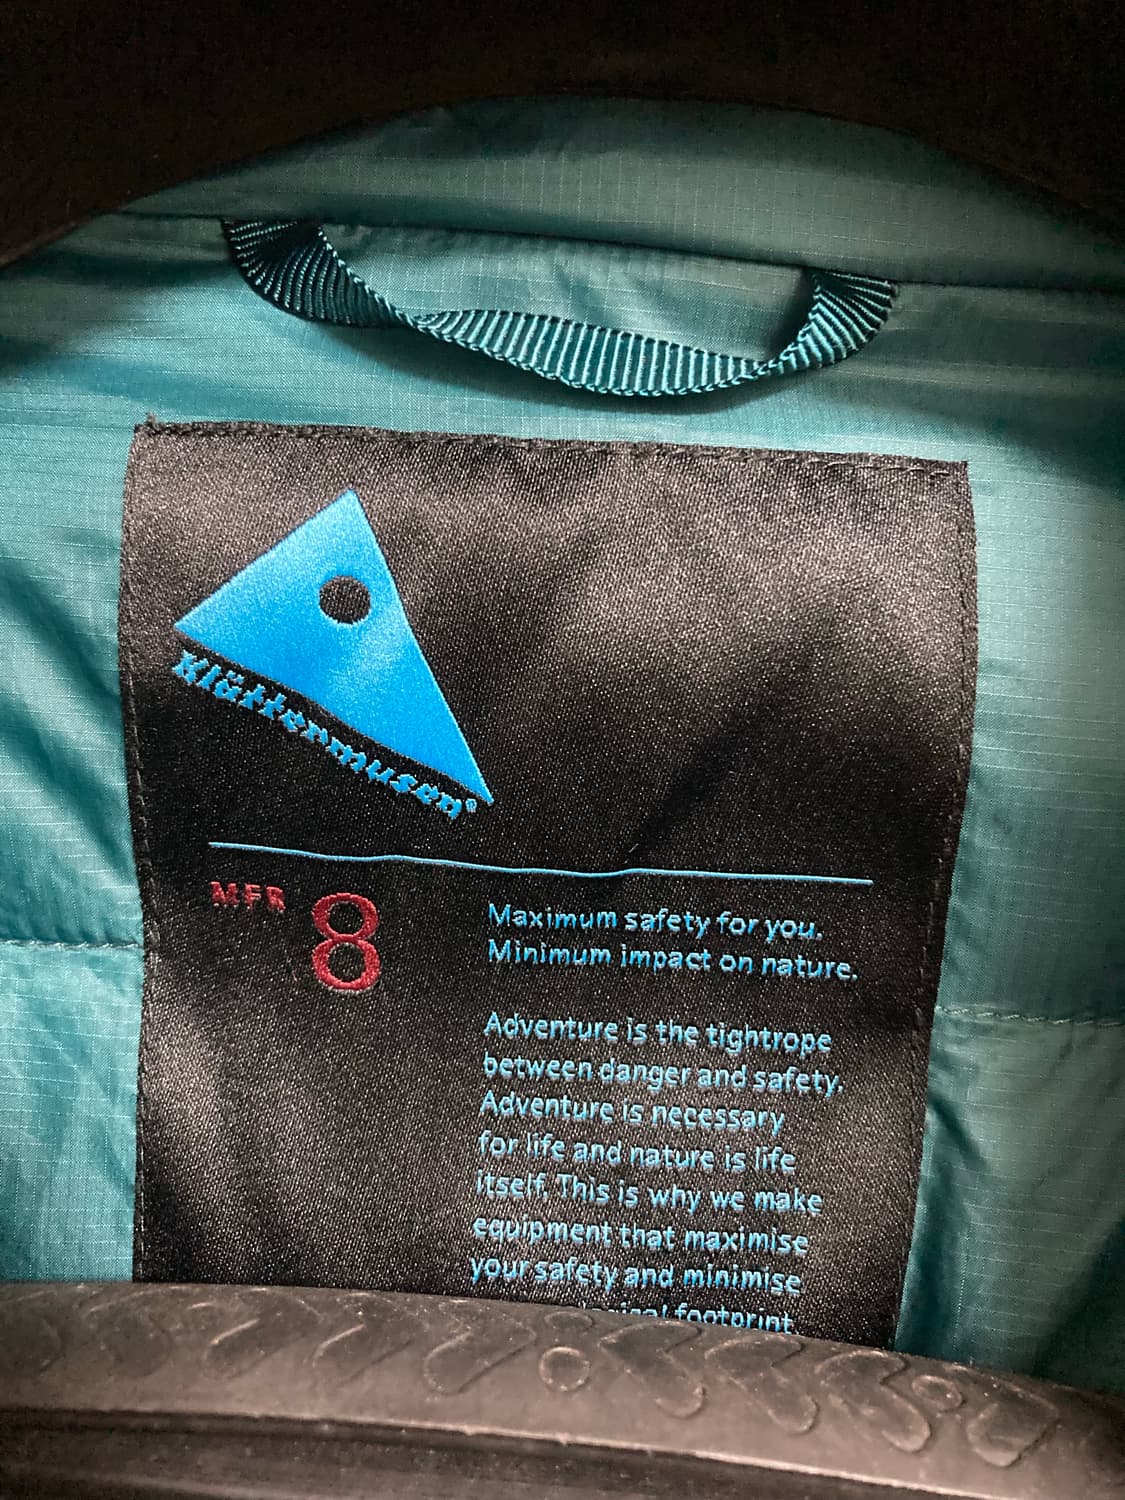 Klättermusen®
MFR 8
Maximum safety for you.
Minimum impact on nature.
Adventure is the tightrope
between danger and safety.
Adventure is necessary
for life and nature is life
itself. This is why we make
equipment that maximise
your safety and minimise
footprint